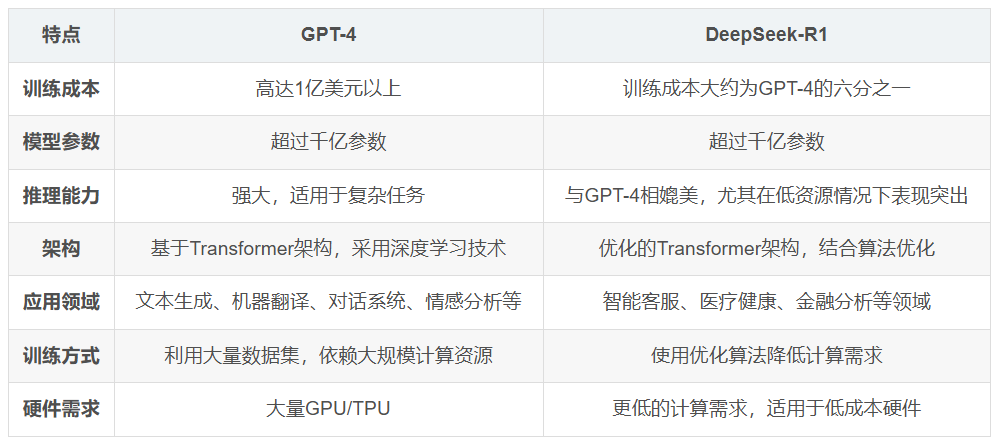 特点 GPT-4 DeepSeek-R1
训练成本 高达1亿美元以上 训练成本大约为GPT-4的六分之一
模型参数 超过千亿参数 超过千亿参数
推理能力 强大，适用于复杂任务 与GPT-4相媲美，尤其在低资源情况下表现突出
架构 基于Transformer架构，采用深度学习技术 优化的Transformer架构，结合算法优化
应用领域 文本生成、机器翻译、对话系统、情感分析等 智能客服、医疗健康、金融分析等领域
训练方式 利用大量数据集，依赖大规模计算资源 使用优化算法降低计算需求
硬件需求 大量GPU/TPU 更低的计算需求，适用于低成本硬件